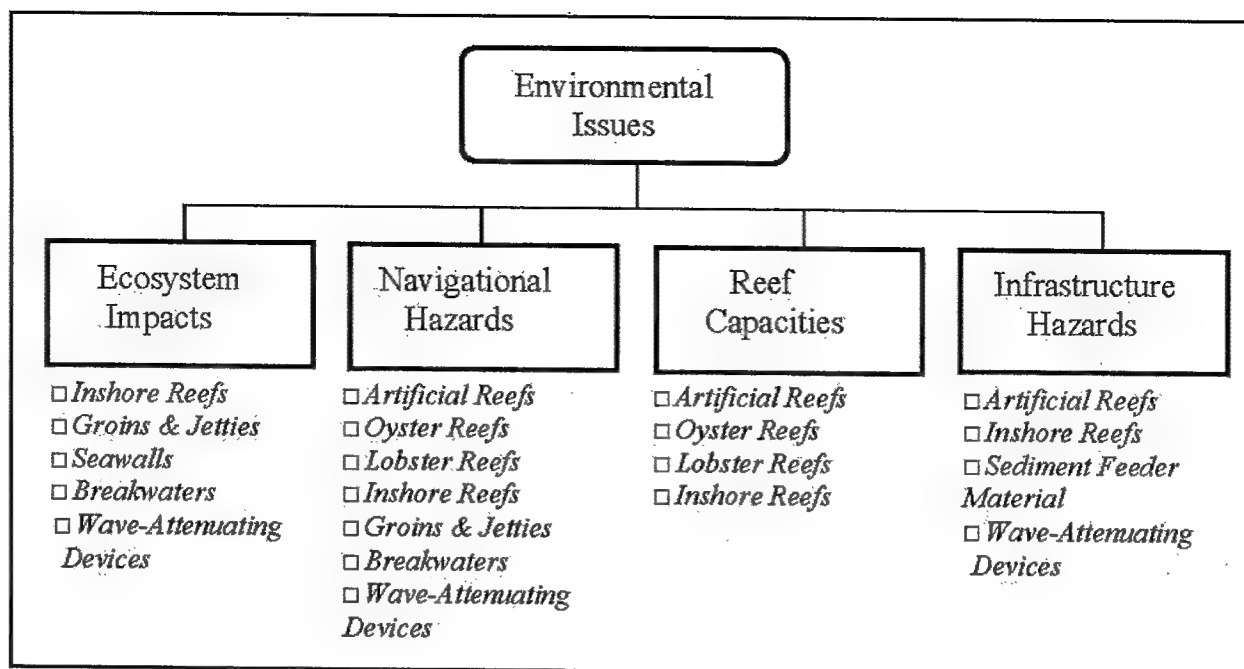 Environmental
Issues
Ecosystem
Impacts
□ Inshore Reefs
□ Groins & Jetties
□ Seawalls
□ Breakwaters
□ Wave-Attenuating
Devices
Navigational
Hazards
□ Artificial Reefs
□ Oyster Reefs
□ Lobster Reefs
□ Inshore Reefs
□ Groins & Jetties
□ Breakwaters
□ Wave-Attenuating
Devices
Reef
Capacities
□ Artificial Reefs
□ Oyster Reefs
□ Lobster Reefs
□ Inshore Reefs
Infrastructure
Hazards
□ Artificial Reefs
□ Inshore Reefs
□ Sediment Feeder
Material
□ Wave-Attenuating
Devices